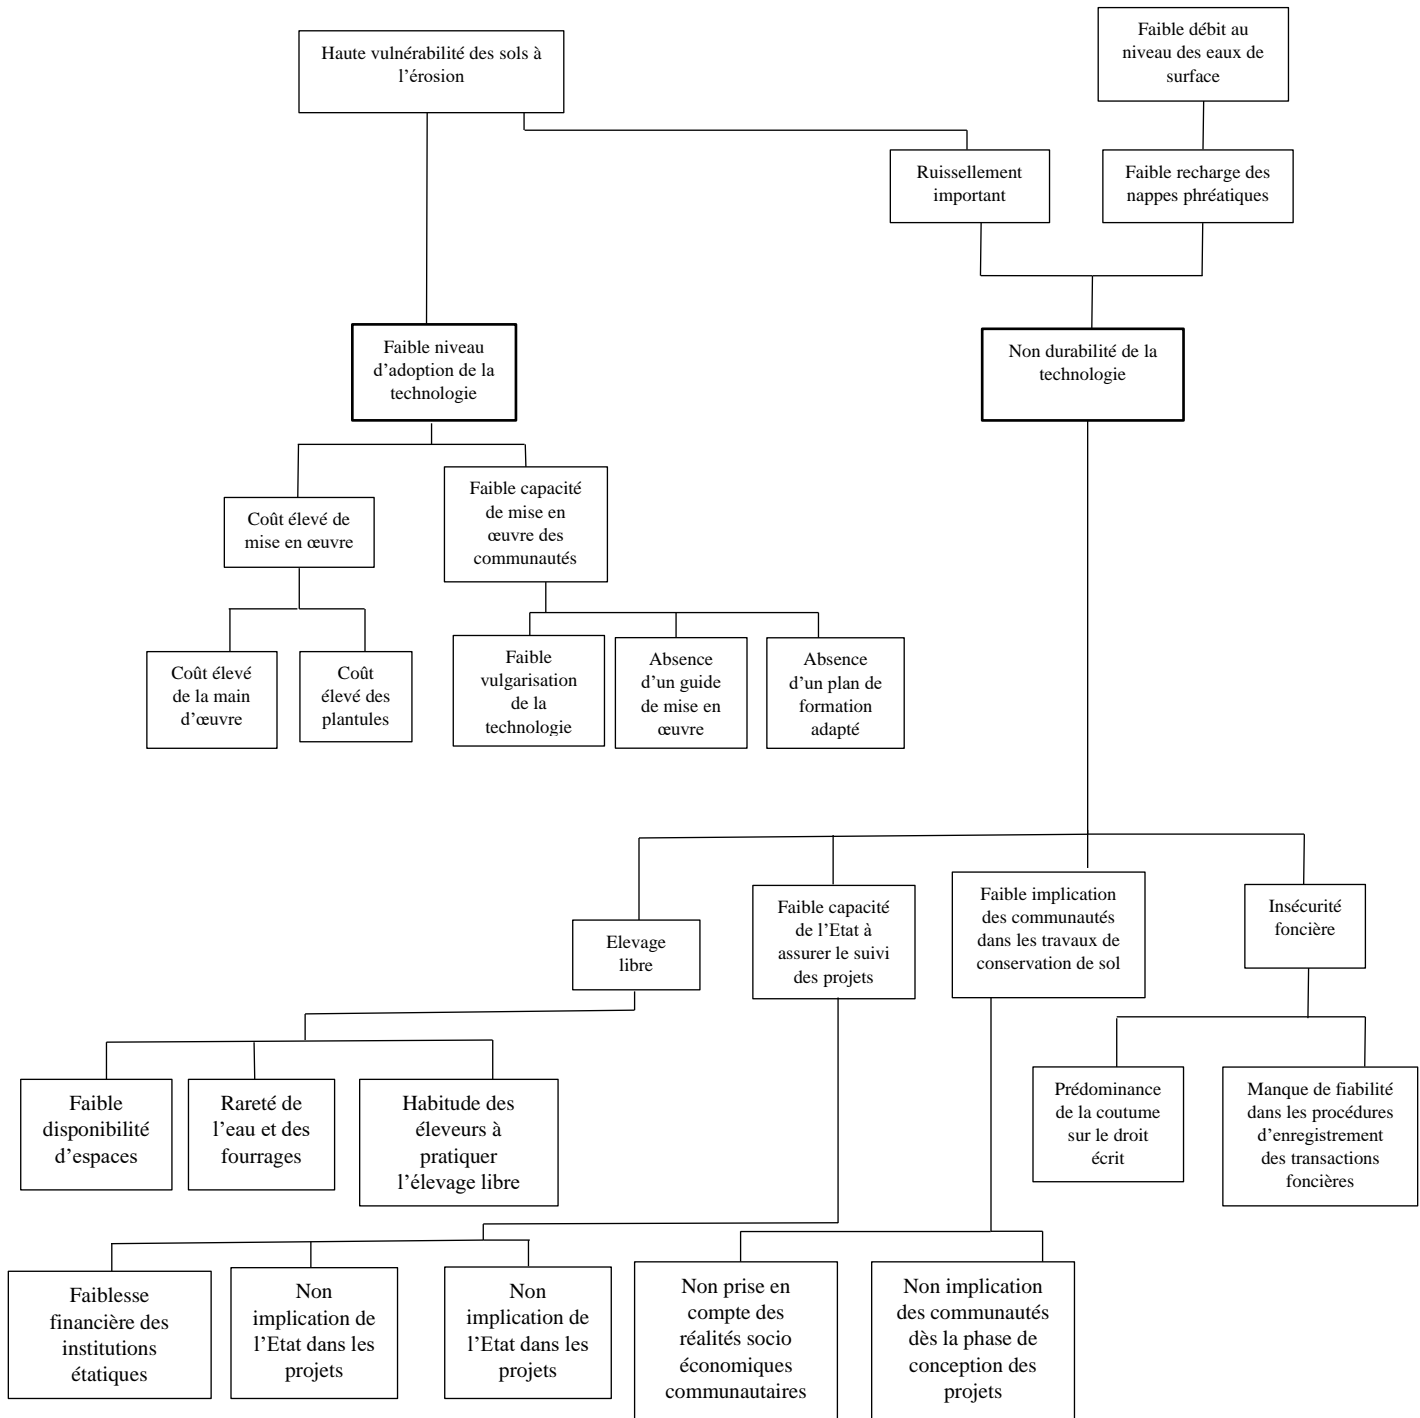 Haute vulnérabilité des sols à
l’érosion
Faible débit au
niveau des eaux de
surface
Ruissellement
important
Faible recharge des
nappes phréatiques
Faible niveau
d’adoption de la
technologie
Non durabilité de la
technologie
Coût élevé de
mise en œuvre
Faible capacité
de mise en
œuvre des
communautés
Coût élevé
de la main
d’œuvre
Coût
élevé des
plantules
Faible
vulgarisation
de la
technologie
Absence
d’un guide
de mise en
œuvre
Absence
d’un plan de
formation
adapté
Elevage
libre
Faible capacité
de l’Etat à
assurer le suivi
des projets
Faible implication
des communautés
dans les travaux de
conservation de sol
Insécurité
foncière
Faible
disponibilité
d’espaces
Rareté de
l’eau et des
fourrages
Habitude des
éleveurs à
pratiquer
l’élevage libre
Prédominance
de la coutume
sur le droit
écrit
Manque de fiabilité
dans les procédures
d’enregistrement
des transactions
foncières
Faiblesse
financière des
institutions
étatiques
Non
implication de
l’Etat dans les
projets
Non
implication de
l’Etat dans les
projets
Non prise en
compte des
réalités socio
économiques
communautaires
Non implication
des communautés
dès la phase de
conception des
projets